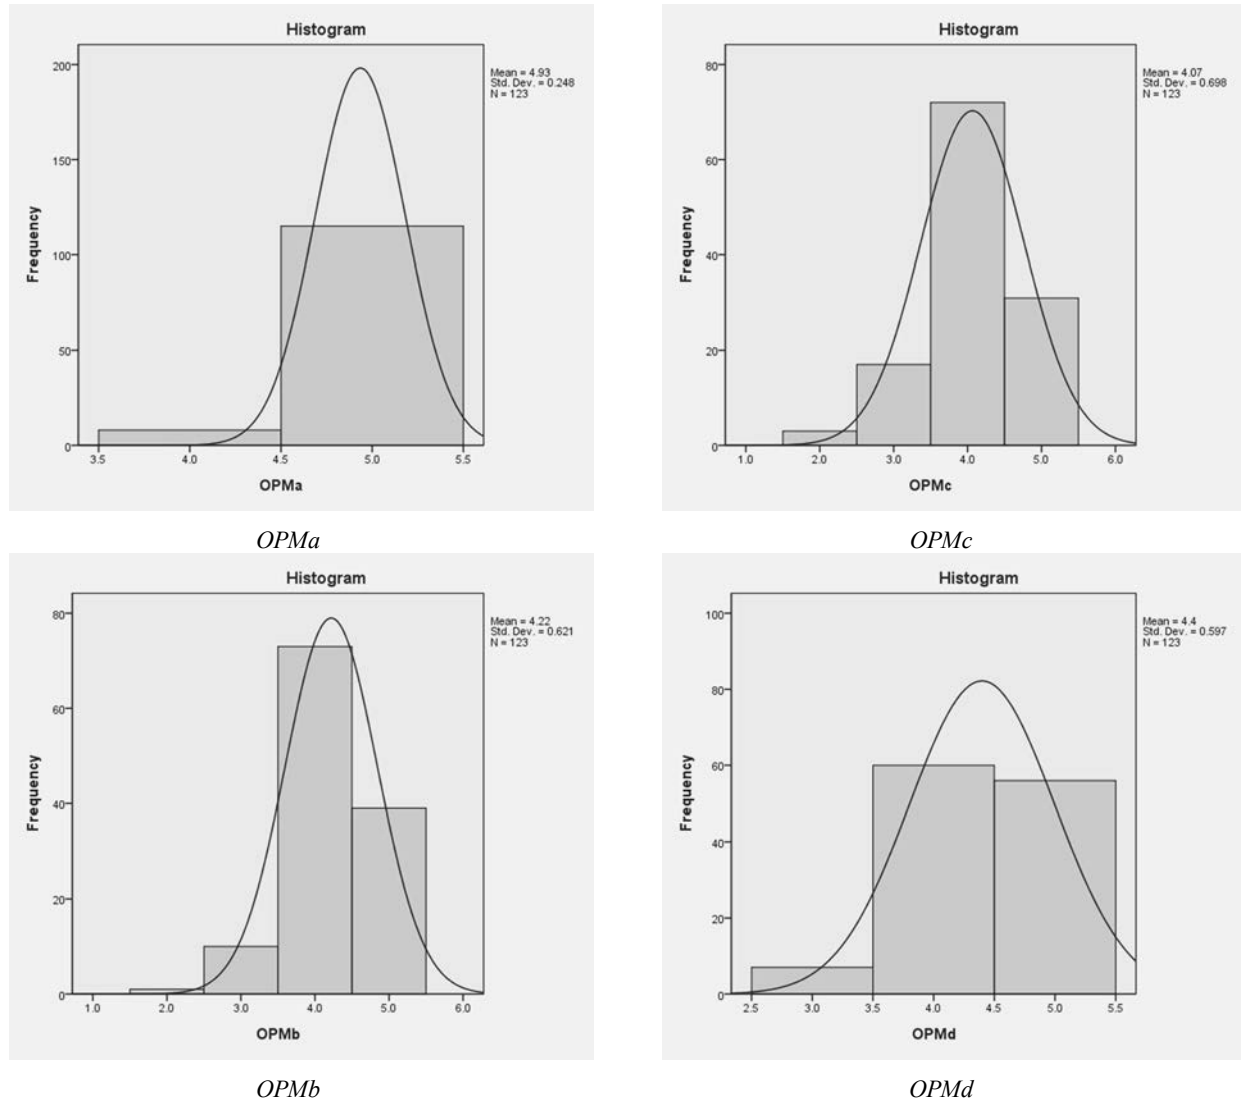 Histogram
Mean = 4.93
Std. Dev. = 0.248
N = 123
200
150
100
50
0
Frequency
3.5 4.0 4.5 5.0 5.5
OPMa
OPMa
Histogram
Mean = 4.07
Std. Dev. = 0.698
N = 123
80
60
40
20
0
Frequency
1.0 2.0 3.0 4.0 5.0 6.0
OPMc
OPMc
Histogram
Mean = 4.22
Std. Dev. = 0.621
N = 123
80
60
40
20
0
Frequency
1.0 2.0 3.0 4.0 5.0 6.0
OPMb
OPMb
Histogram
Mean = 4.4
Std. Dev. = 0.597
N = 123
100
80
60
40
20
0
Frequency
2.5 3.0 3.5 4.0 4.5 5.0 5.5
OPMd
OPMd